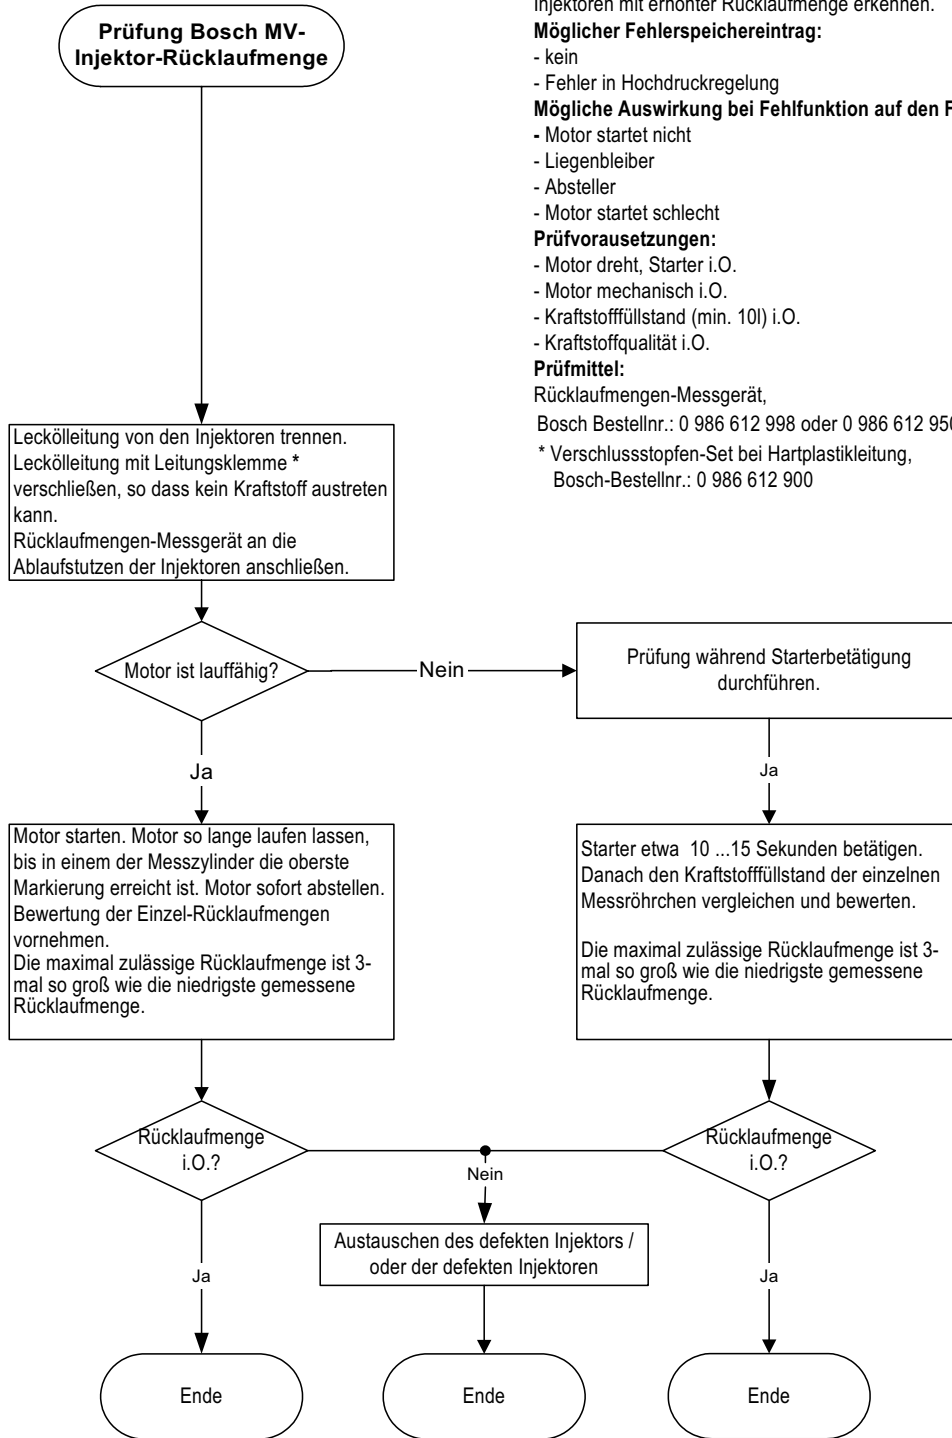 Prüfung Bosch MV-
Injektor-Rücklaufmenge
Injektoren mit erhöhter Rücklaufmenge erkennen.
Möglicher Fehlerspeichereintrag:
- kein
- Fehler in Hochdruckregelung
Mögliche Auswirkung bei Fehlfunktion auf den F
- Motor startet nicht
- Liegenbleiber
- Absteller
- Motor startet schlecht
Prüfvorausetzungen:
- Motor dreht, Starter i.O.
- Motor mechanisch i.O.
- Kraftstofffüllstand (min. 10l) i.O.
- Kraftstoffqualität i.O.
Prüfmittel:
Rücklaufmengen-Messgerät,
Bosch Bestellnr.: 0 986 612 998 oder 0 986 612 950
* Verschlussstopfen-Set bei Hartplastikleitung,
Bosch-Bestellnr.: 0 986 612 900
Leckölleitung von den Injektoren trennen.
Leckölleitung mit Leitungsklemme *
verschließen, so dass kein Kraftstoff austreten
kann.
Rücklaufmengen-Messgerät an die
Ablaufstutzen der Injektoren anschließen.
Motor ist lauffähig?
Nein
Prüfung während Starterbetätigung
durchführen.
Ja
Ja
Motor starten. Motor so lange laufen lassen,
bis in einem der Messzylinder die oberste
Markierung erreicht ist. Motor sofort abstellen.
Bewertung der Einzel-Rücklaufmengen
vornehmen.
Die maximal zulässige Rücklaufmenge ist 3-
mal so groß wie die niedrigste gemessene
Rücklaufmenge.
Starter etwa 10 ...15 Sekunden betätigen.
Danach den Kraftstofffüllstand der einzelnen
Messröhrchen vergleichen und bewerten.
Die maximal zulässige Rücklaufmenge ist 3-
mal so groß wie die niedrigste gemessene
Rücklaufmenge.
Rücklaufmenge
i.O.?
Rücklaufmenge
i.O.?
Nein
Austauschen des defekten Injektors /
oder der defekten Injektoren
Ja
Ja
Ende
Ende
Ende